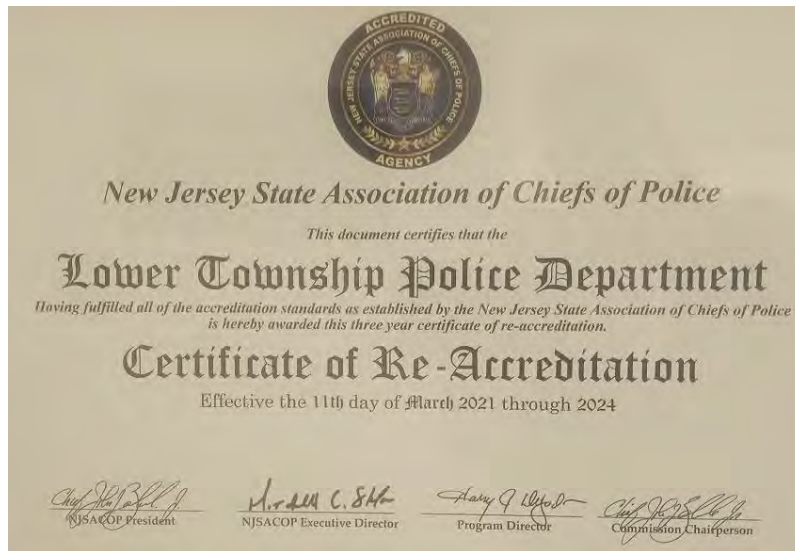 ACCREDITED
NEW JERSEY STATE ASSOCIATION OF CHIEFS OF POLICE
AGENCY
New Jersey State Association of Chiefs of Police
This document certifies that the
Lower Township Police Department
Having fulfilled all of the accreditation standards as established by the New Jersey State Association of Chiefs of Police
is hereby awarded this three year certificate of re-accreditation.
Certificate of Re-Accreditation
Effective the 11th day of March 2021 through 2024
NJSACOP President
NJSACOP Executive Director
Program Director
Commission Chairperson